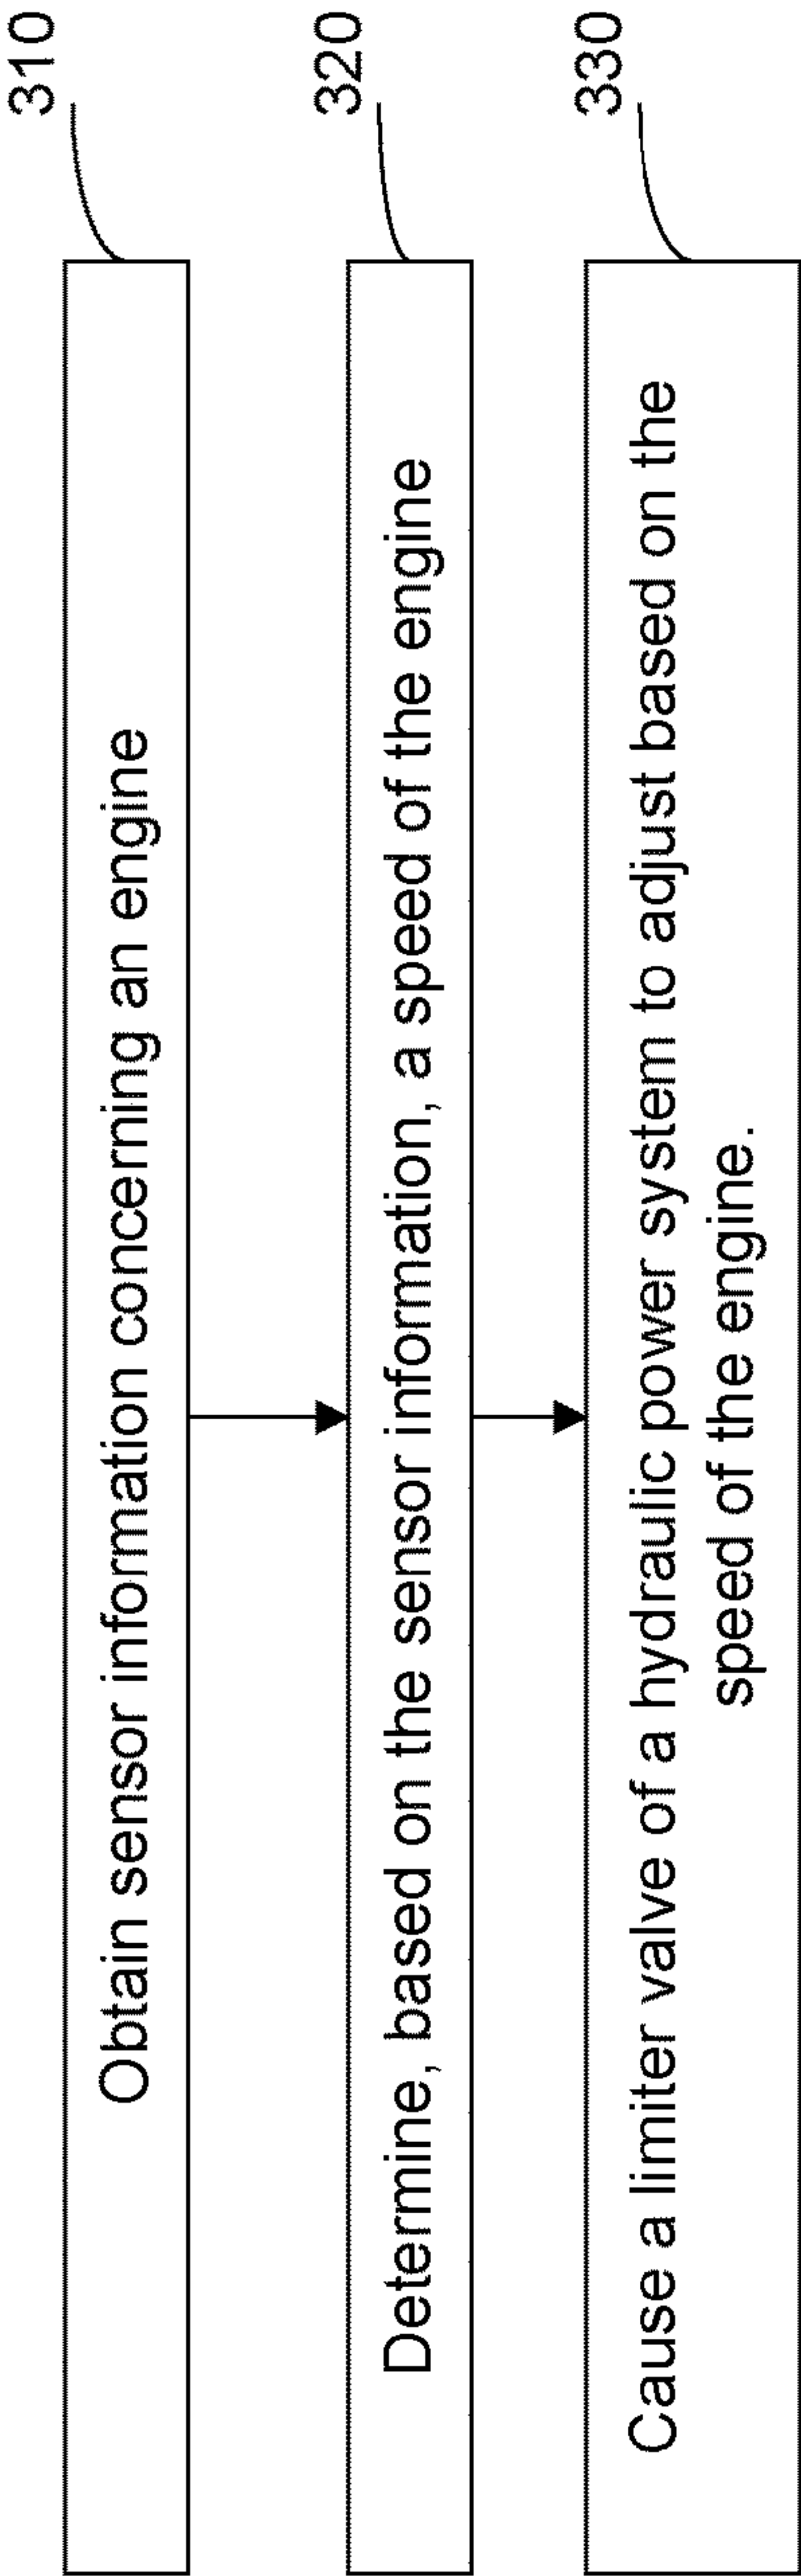 310
Obtain sensor information concerning an engine
320
Determine, based on the sensor information, a speed of the engine
330
Cause a limiter valve of a hydraulic power system to adjust based on the
speed of the engine.